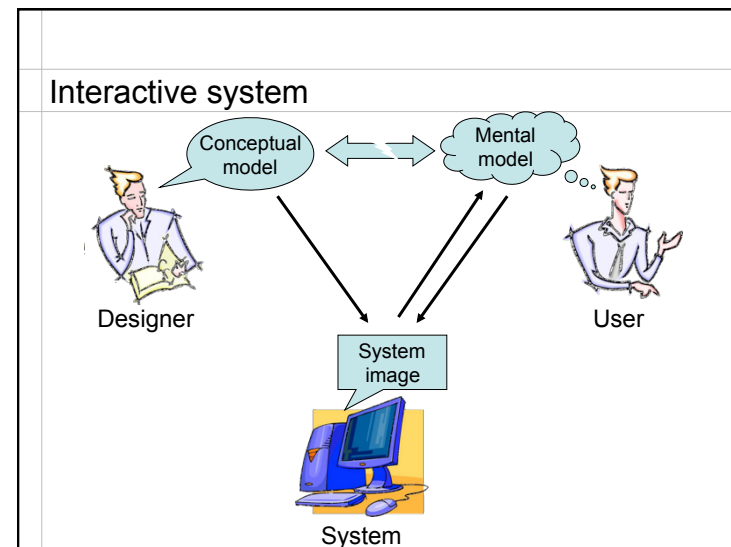 Interactive system
Conceptual
model
Mental
model
Designer
User
System
image
System